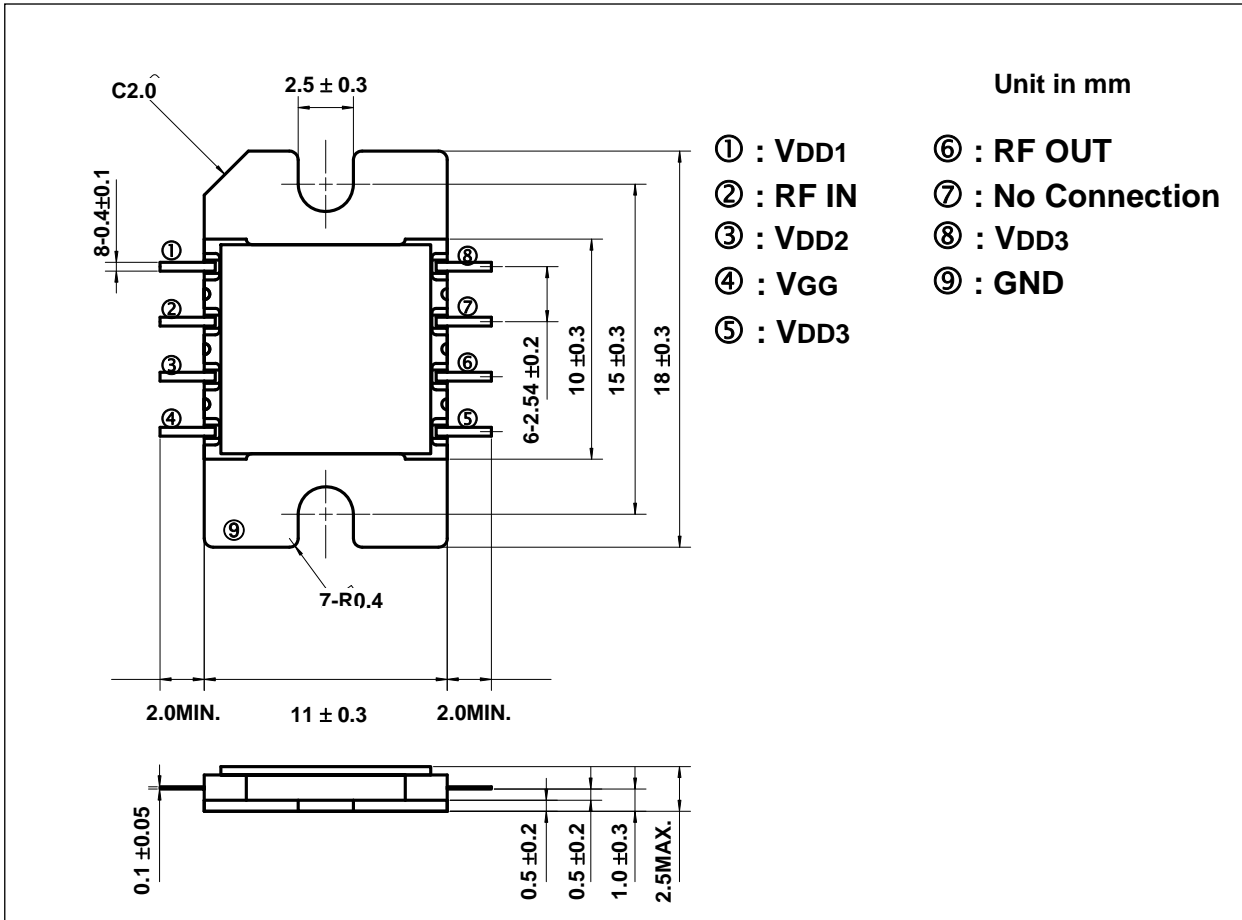 C2.0
2.5 ± 0.3
Unit in mm
① : VDD1
② : RF IN
③ : VDD2
④ : VGG
⑤ : VDD3
⑥ : RF OUT
⑦ : No Connection
⑧ : VDD3
⑨ : GND
8-0.4±0.1
①
②
③
④
⑧
⑦
⑥
⑤
⑨
6-2.54 ±0.2
10 ±0.3
15 ±0.3
18 ±0.3
7-R0.4
2.0MIN.
11 ± 0.3
2.0MIN.
0.1 ±0.05
0.5 ±0.2
0.5 ±0.2
1.0 ±0.3
2.5MAX.